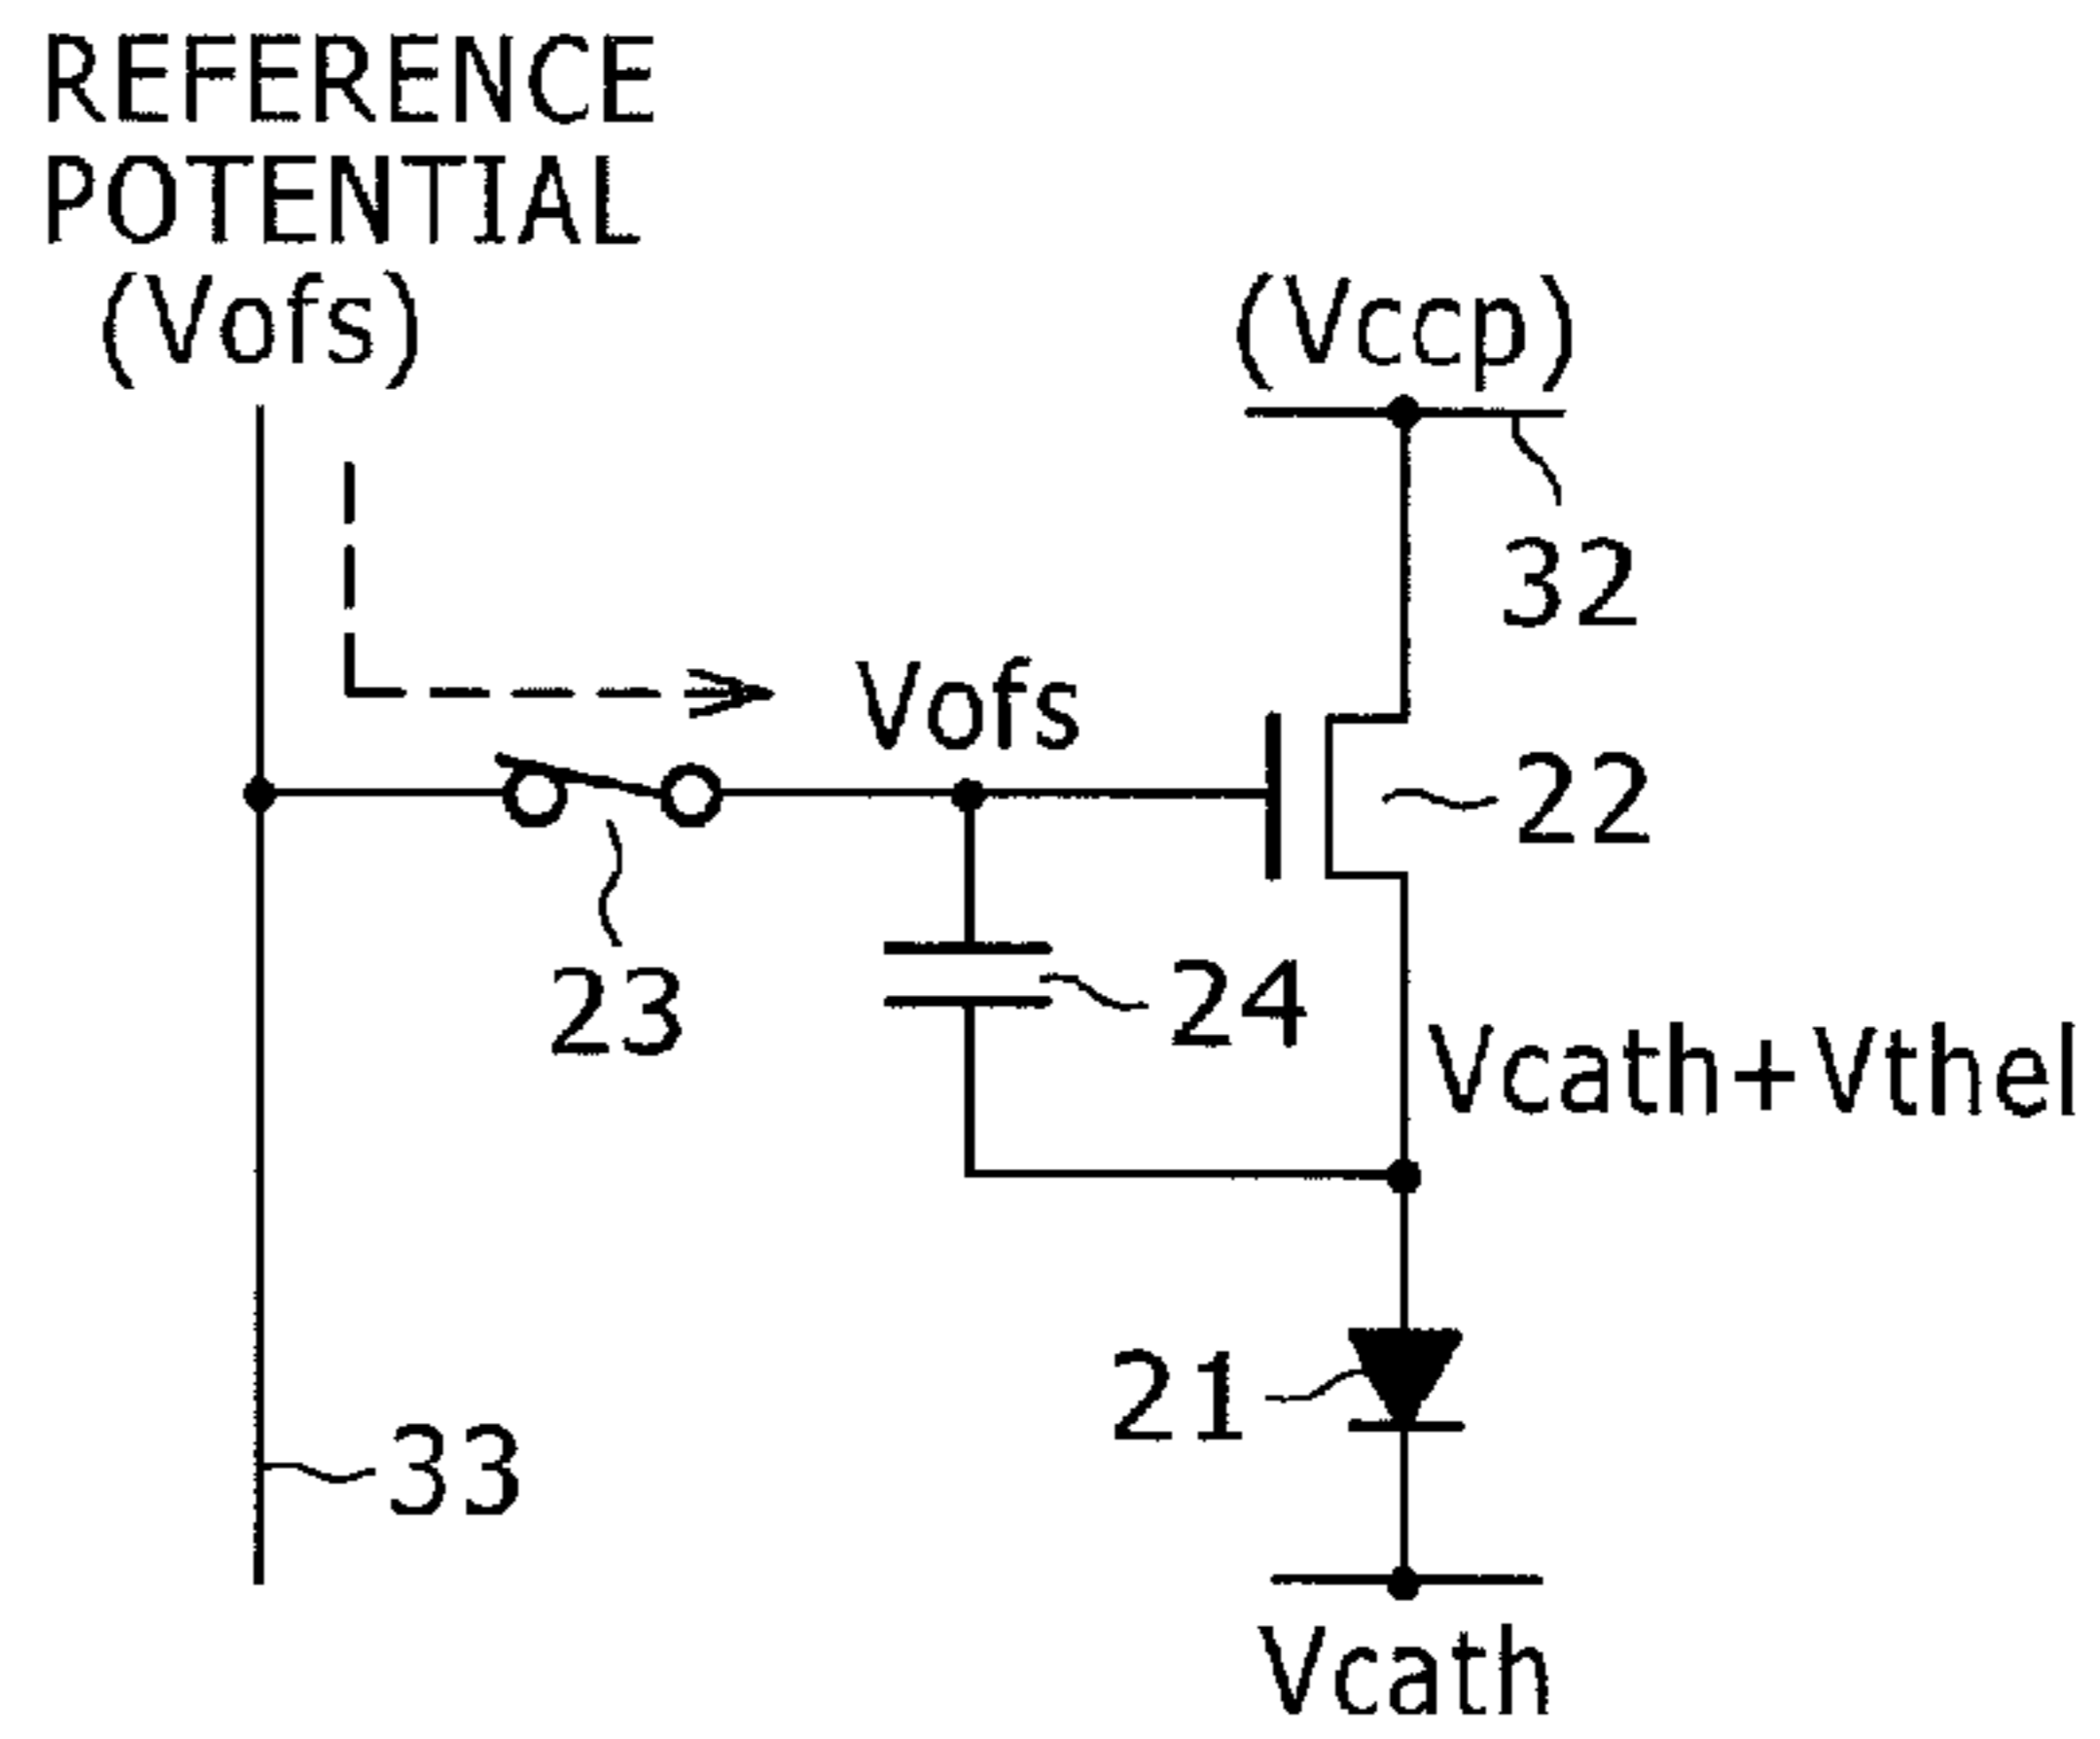 REFERENCE
POTENTIAL
(Vofs)
(Vccp)
32
Vofs
22
23
24
Vcath+Vthel
21
33
Vcath